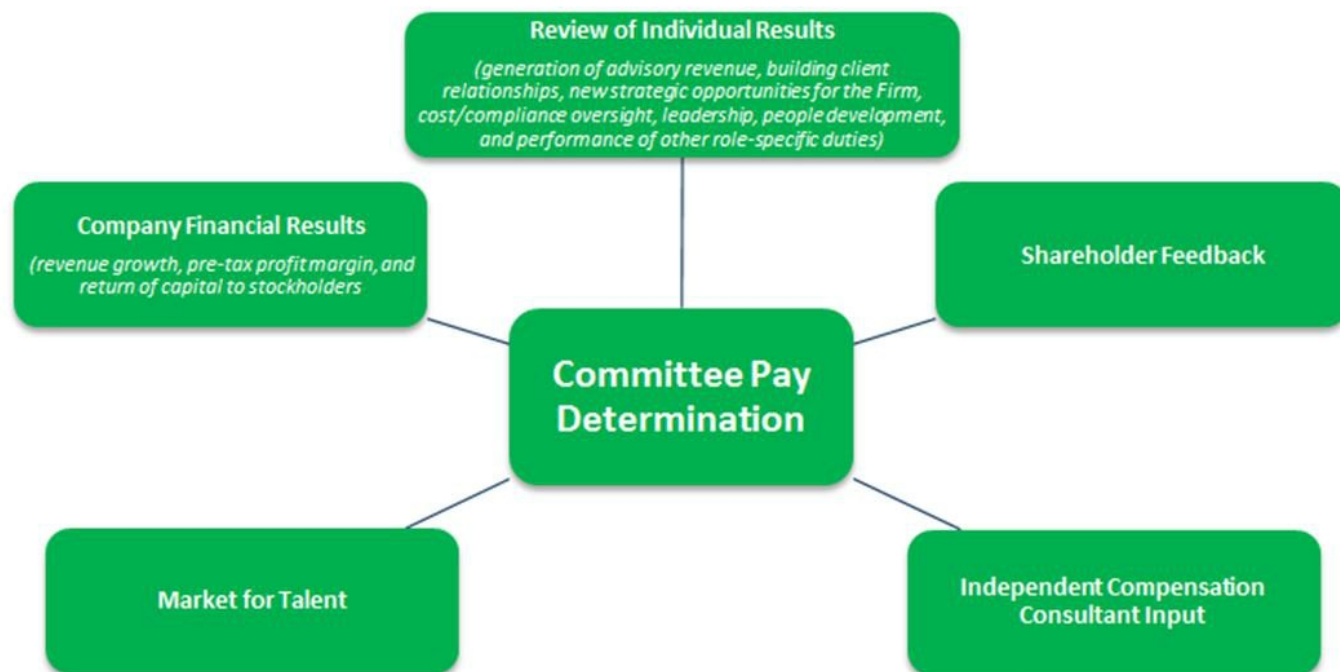 Review of Individual Results
(generation of advisory revenue, building client
relationships, new strategic opportunities for the Firm,
cost/compliance oversight, leadership, people development,
and performance of other role-specific duties)
Company Financial Results
(revenue growth, pre-tax profit margin, and
return of capital to stockholders
Shareholder Feedback
Committee Pay
Determination
Market for Talent
Independent Compensation
Consultant Input